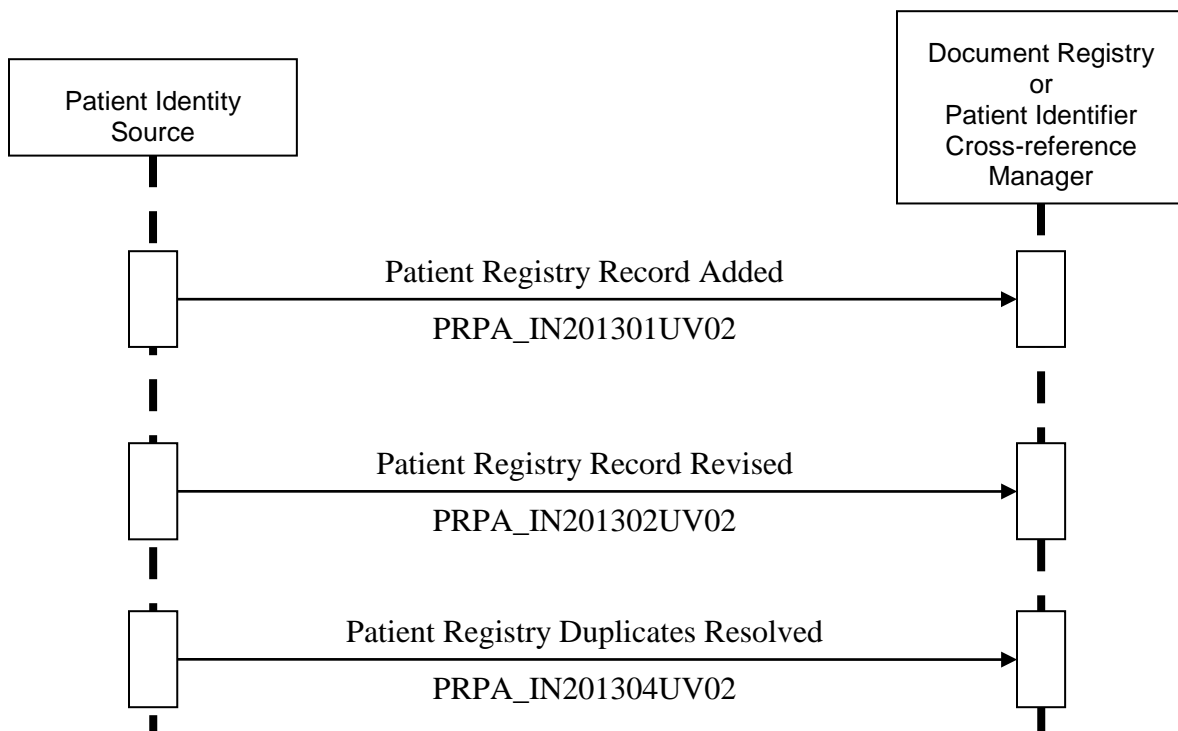 Patient Identity
Source
Document Registry
or
Patient Identifier
Cross-reference
Manager
Patient Registry Record Added
PRPA_IN201301UV02
Patient Registry Record Revised
PRPA_IN201302UV02
Patient Registry Duplicates Resolved
PRPA_IN201304UV02